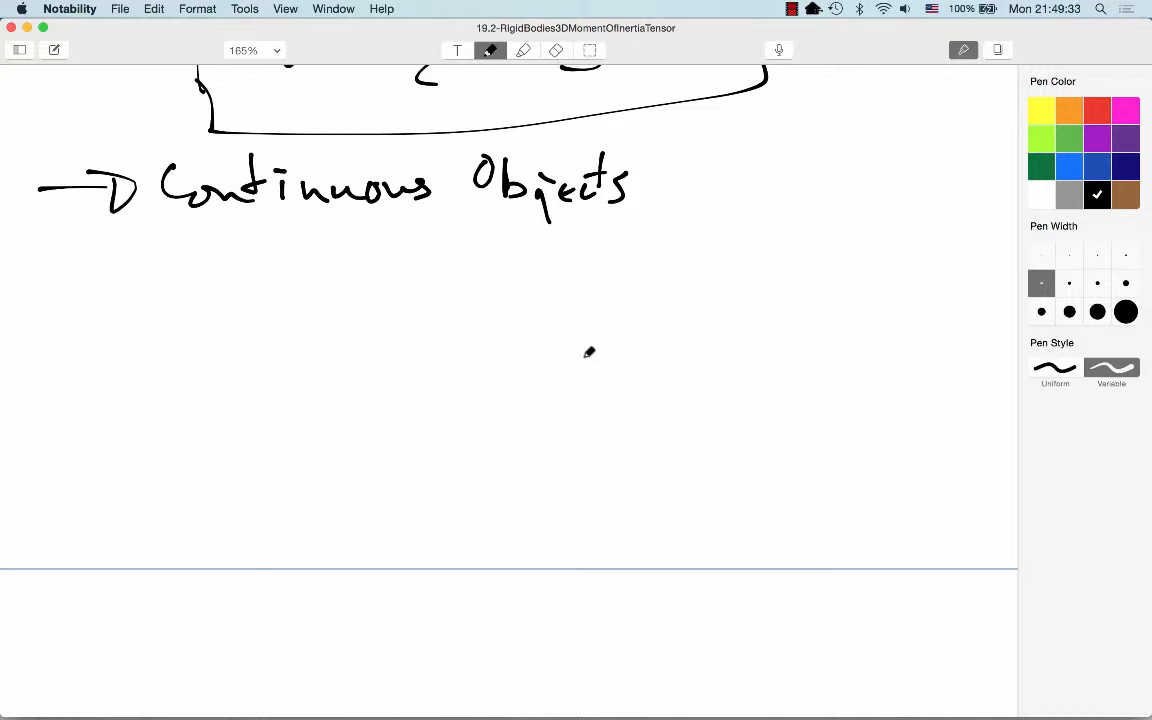 Notability File Edit Format Tools View Window Help 100% Mon 21:49:33
19.2-RigidBodies3DMomentOfInertiaTensor
165% T
Pen Color
Continuous Objects
Pen Width
Pen Style
Uniform Variable